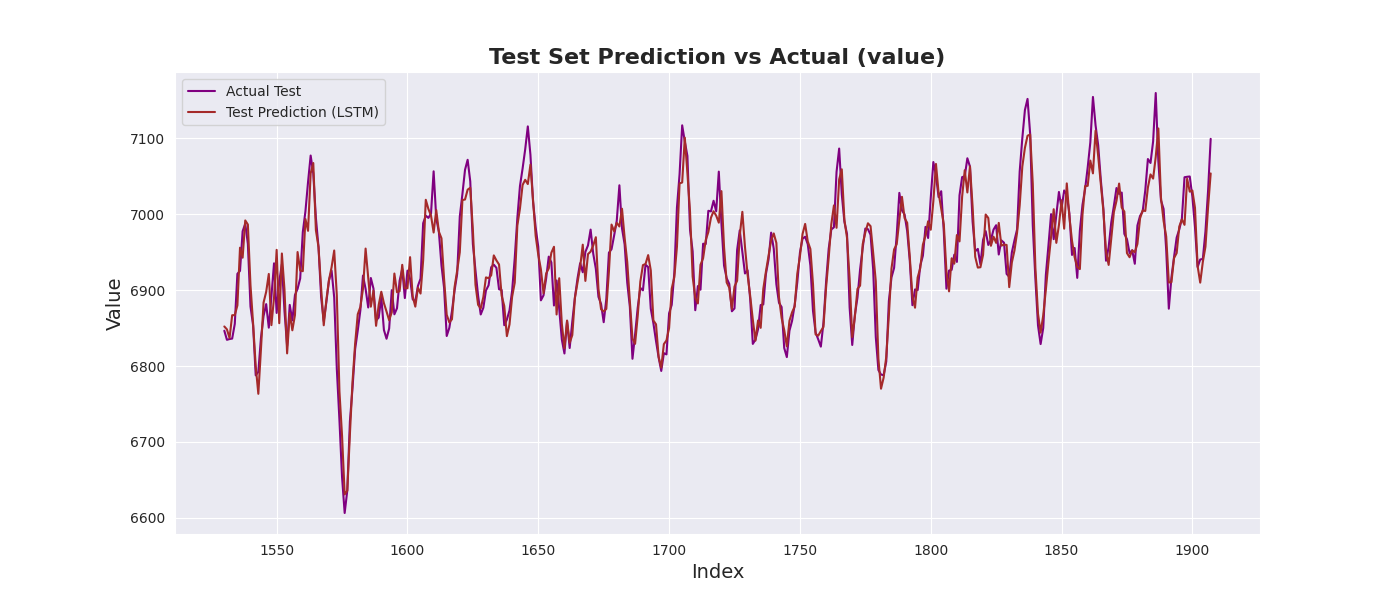 Test Set Prediction vs Actual (value)
Actual Test
Test Prediction (LSTM)
Value
7100
7000
6900
6800
6700
6600
1550 1600 1650 1700 1750 1800 1850 1900
Index